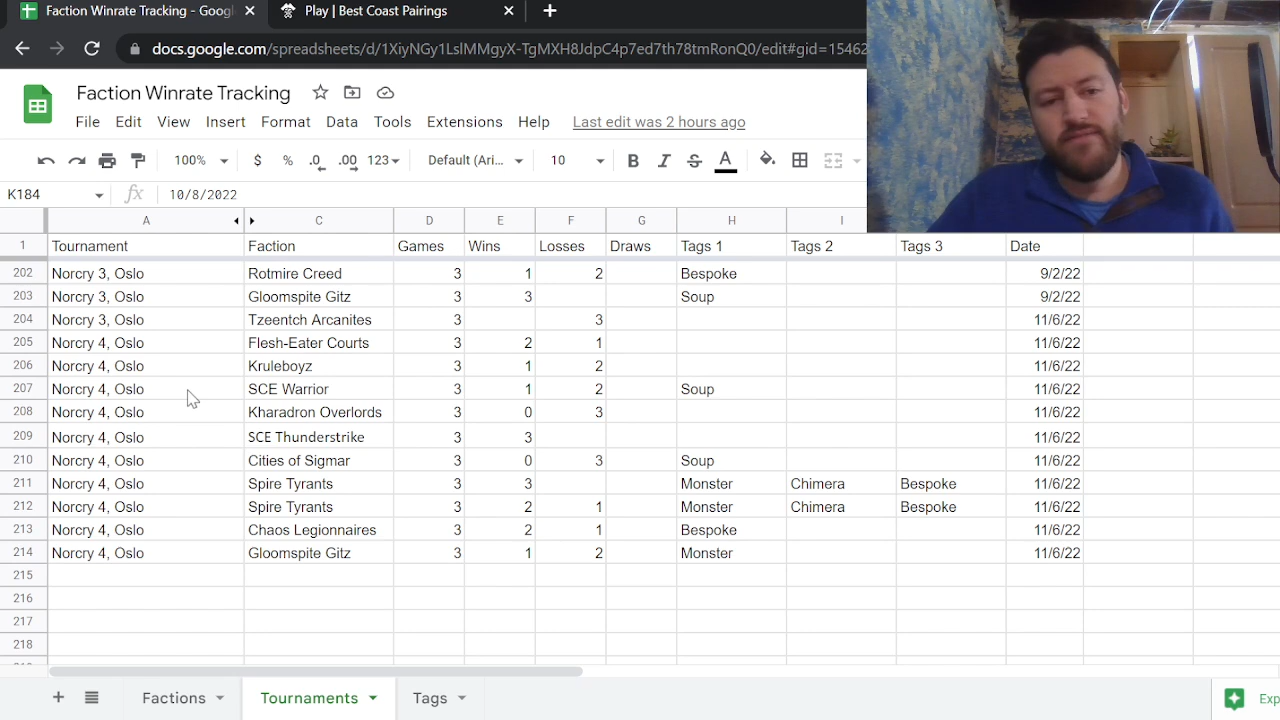 Faction Winrate Tracking - Googl
Play | Best Coast Pairings
docs.google.com/spreadsheets/d/1XiyNGy1LslMMgyX-TgMXH8JdpC4p7ed7th78tmRonQ0/edit#gid=15462
Faction Winrate Tracking
File Edit View Insert Format Data Tools Extensions Help Last edit was 2 hours ago
100% $ % .0 .00 123 Default (Ari... 10 B I S A
K184 fx 10/8/2022
A C D E F G H I
1 Tournament Faction Games Wins Losses Draws Tags 1 Tags 2 Tags 3 Date
202 Norcry 3, Oslo Rotmire Creed 3 1 2 Bespoke 9/2/22
203 Norcry 3, Oslo Gloomspite Gitz 3 3 Soup 9/2/22
204 Norcry 3, Oslo Tzeentch Arcanites 3 3 11/6/22
205 Norcry 4, Oslo Flesh-Eater Courts 3 2 1 11/6/22
206 Norcry 4, Oslo Kruleboyz 3 1 2 11/6/22
207 Norcry 4, Oslo SCE Warrior 3 1 2 Soup 11/6/22
208 Norcry 4, Oslo Kharadron Overlords 3 0 3 11/6/22
209 Norcry 4, Oslo SCE Thunderstrike 3 3 11/6/22
210 Norcry 4, Oslo Cities of Sigmar 3 0 3 Soup 11/6/22
211 Norcry 4, Oslo Spire Tyrants 3 3 Monster Chimera Bespoke 11/6/22
212 Norcry 4, Oslo Spire Tyrants 3 2 1 Monster Chimera Bespoke 11/6/22
213 Norcry 4, Oslo Chaos Legionnaires 3 2 1 Bespoke 11/6/22
214 Norcry 4, Oslo Gloomspite Gitz 3 1 2 Monster 11/6/22
215
216
217
218
Factions Tournaments Tags Exp